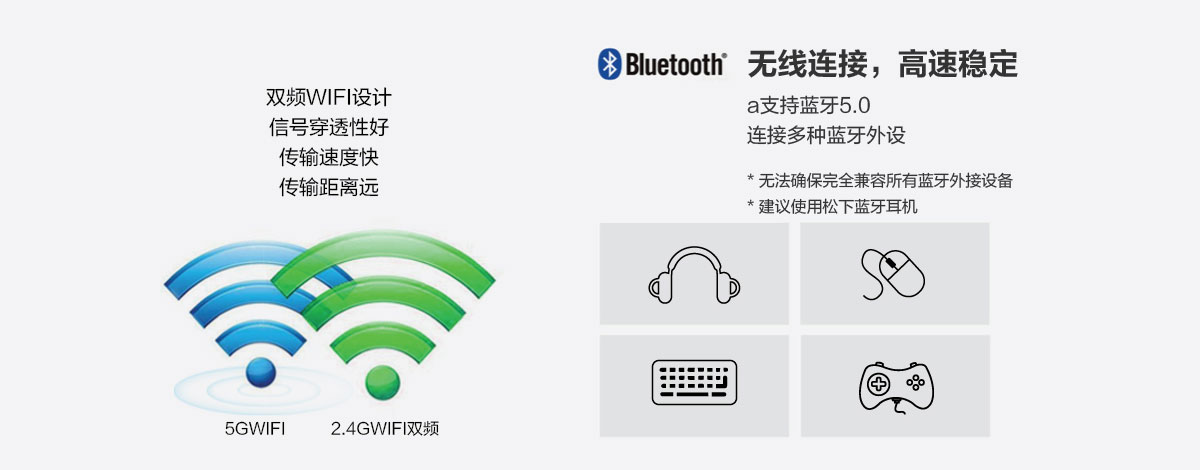 双频WIFI设计
信号穿透性好
传输速度快
传输距离远
5GWIFI
2.4GWIFI双频
Bluetooth®
无线连接，高速稳定
a支持蓝牙5.0
连接多种蓝牙外设
* 无法确保完全兼容所有蓝牙外接设备
* 建议使用松下蓝牙耳机